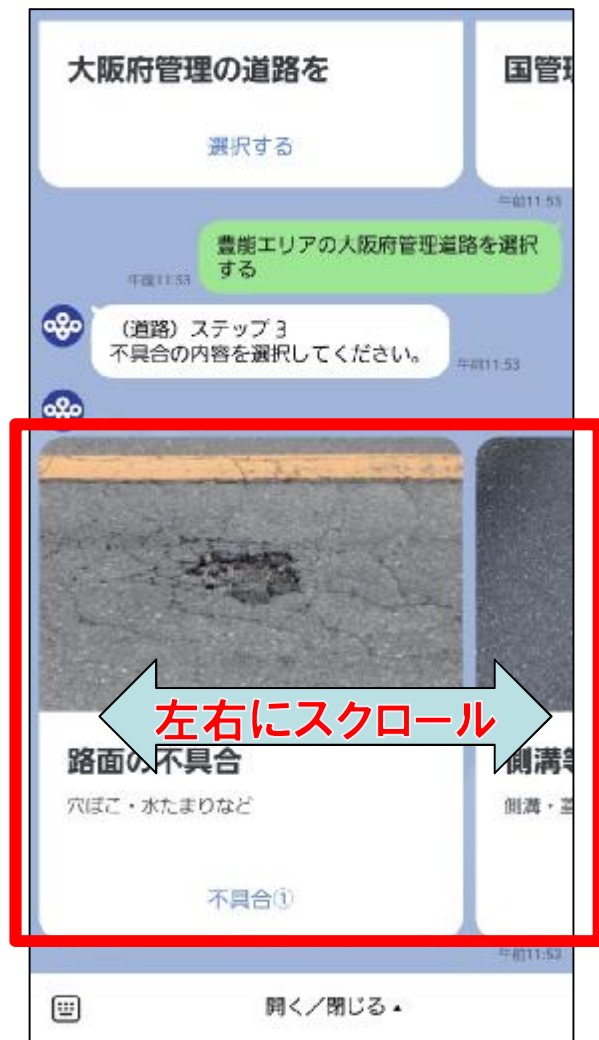 大阪府管理の道路を
国管理
選択する
午前11:53
豊能エリアの大阪府管理道路を選択
する
午前11:53
（道路）ステップ３
不具合の内容を選択してください。
午前11:53
左右にスクロール
路面の不具合
側溝等
穴ぼこ・水たまりなど
側溝・
不具合①
午前11:53
開く／閉じる▲